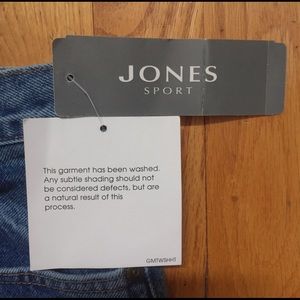 JONES
SPORT
This garment has been washed.
Any subtle shading should not
be considered defects, but are
a natural result of this
process.
GMTWSHH1